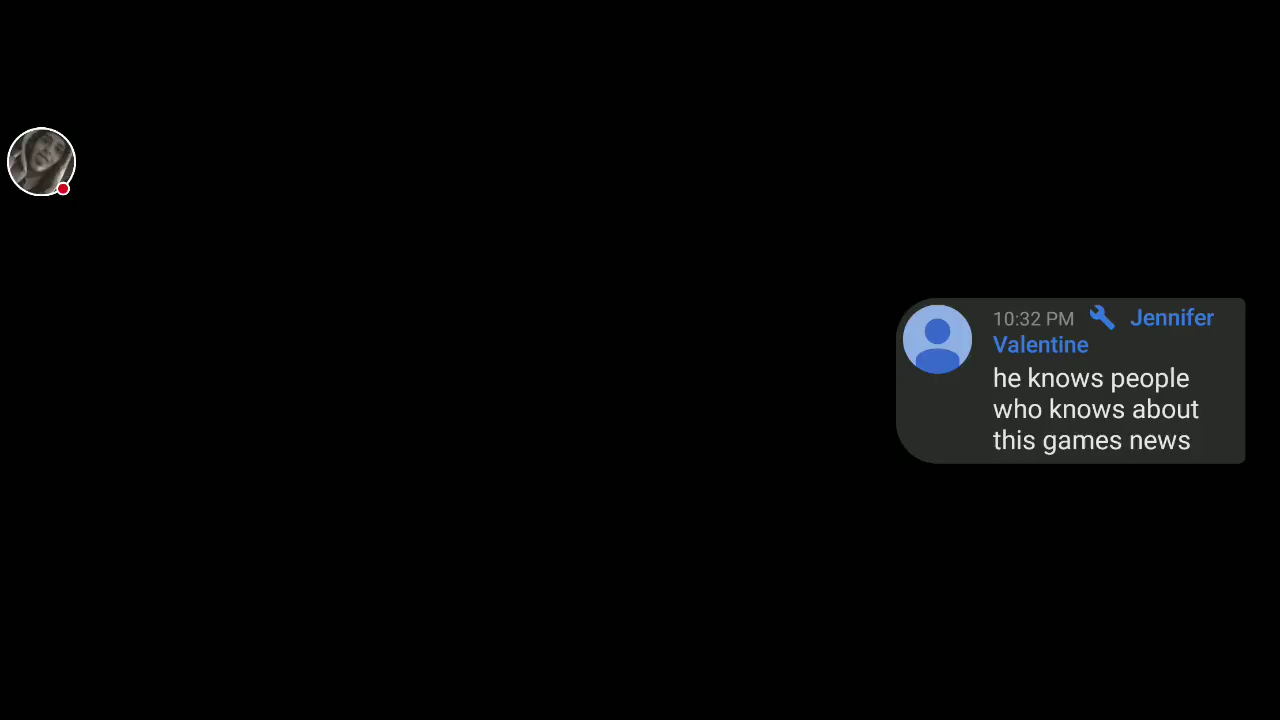 10:32 PM Jennifer
Valentine
he knows people
who knows about
this games news